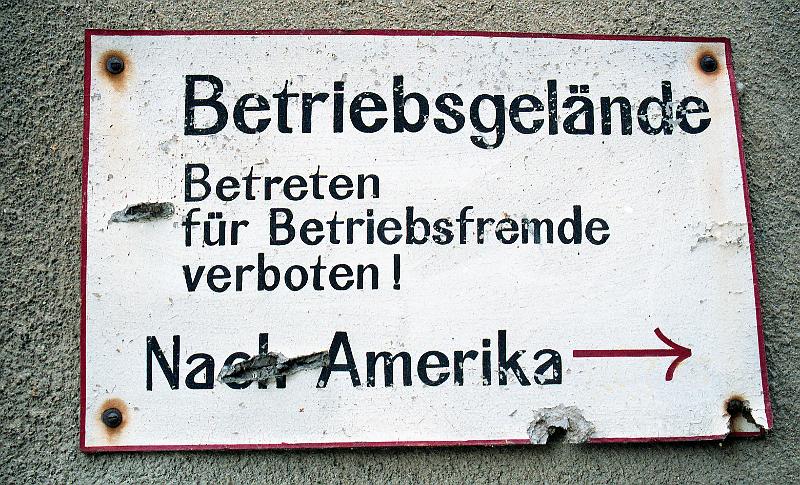 Betriebsgelände
Betreten
für Betriebsfremde
verboten!
Nach Amerika